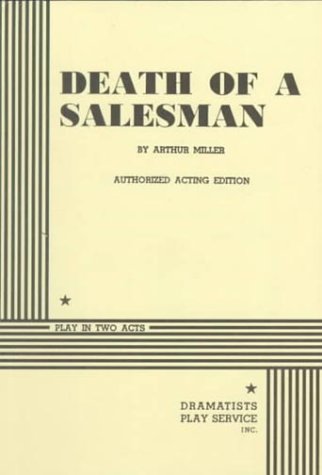 DEATH OF A
SALESMAN
BY ARTHUR MILLER
AUTHORIZED ACTING EDITION
PLAY IN TWO ACTS
DRAMATISTS
PLAY SERVICE
INC.